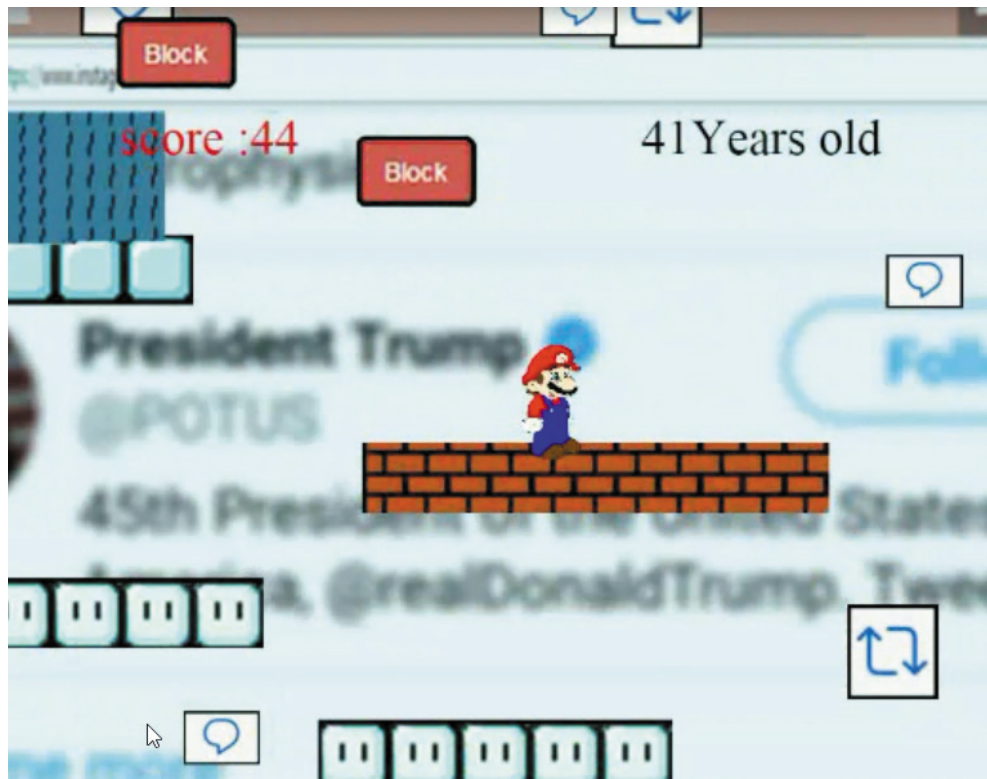 Block
score :44
41Years old
Block
President Trump
@POTUS
45th President of the United States
@realDonaldTrump.